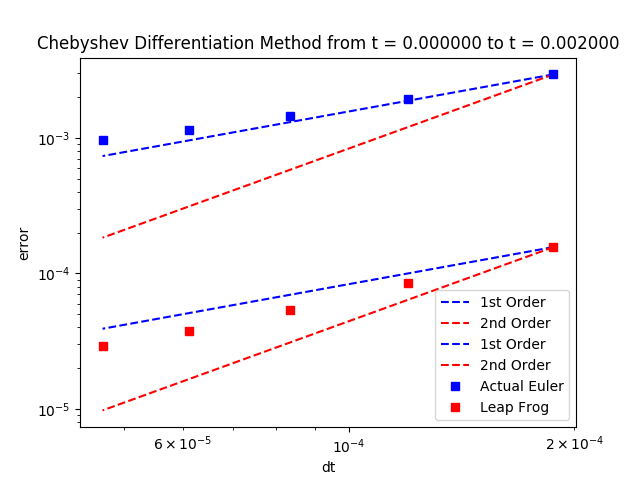 Chebyshev Differentiation Method from t = 0.000000 to t = 0.002000
error
10⁻³
10⁻⁴
10⁻⁵
1st Order
2nd Order
1st Order
2nd Order
Actual Euler
Leap Frog
6 × 10⁻⁵
10⁻⁴
2 × 10⁻⁴
dt